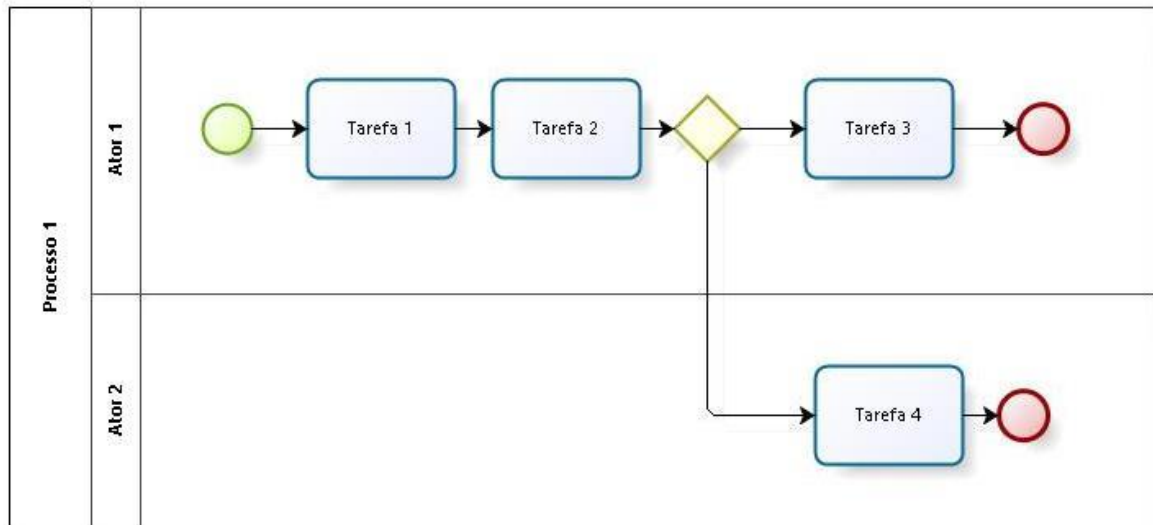 Processo 1
Ator 1
Tarefa 1
Tarefa 2
Tarefa 3
Ator 2
Tarefa 4